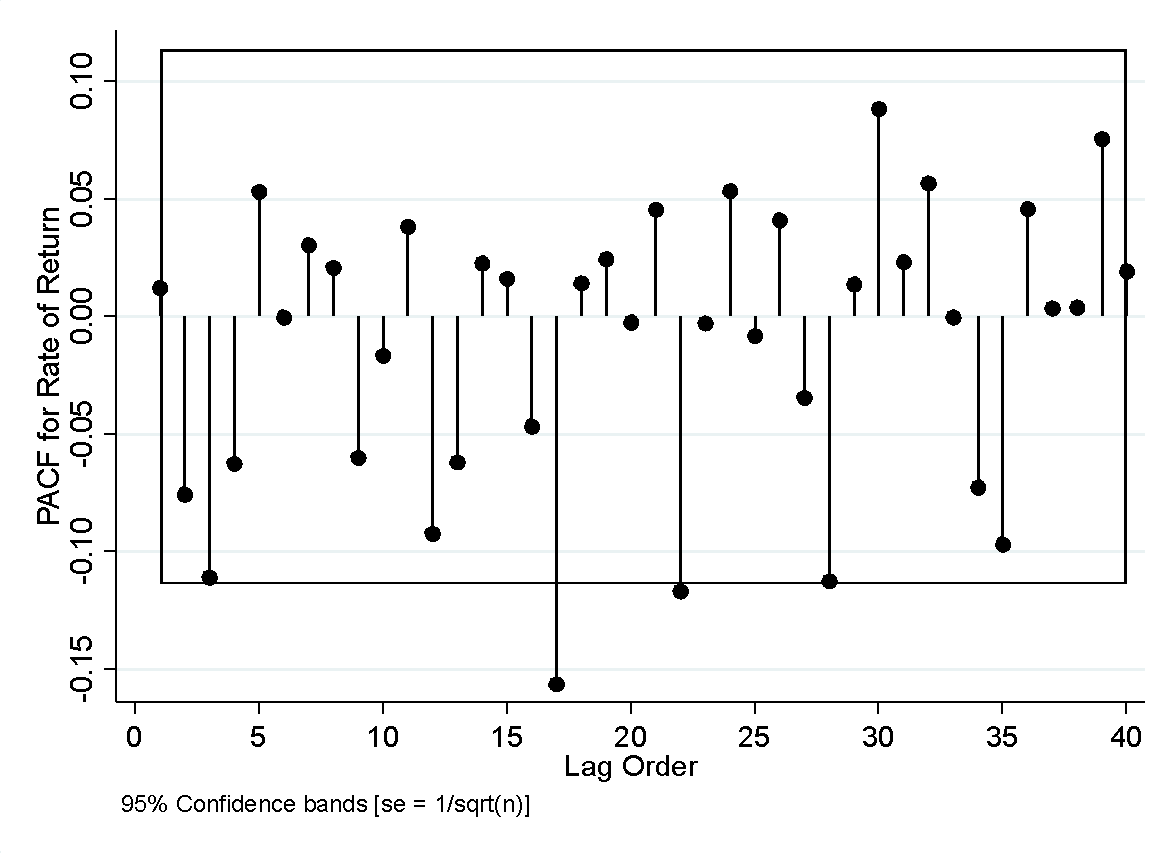 PACF for Rate of Return
0.10
0.05
0.00
-0.05
-0.10
-0.15
0 5 10 15 20 25 30 35 40
Lag Order
95% Confidence bands [se = 1/sqrt(n)]